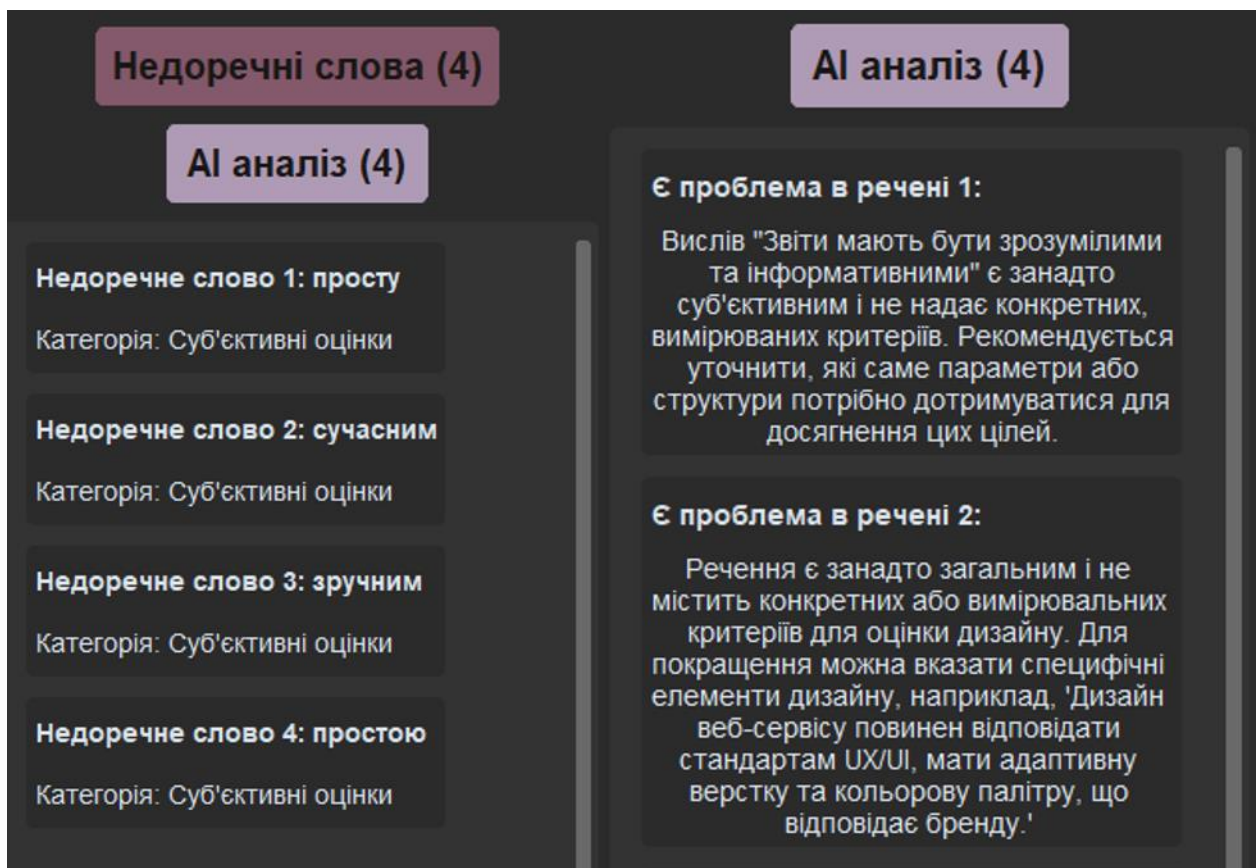 Недоречні слова (4)
AI аналіз (4)
Недоречне слово 1: просту
Категорія: Суб'єктивні оцінки
Недоречне слово 2: сучасним
Категорія: Суб'єктивні оцінки
Недоречне слово 3: зручним
Категорія: Суб'єктивні оцінки
Недоречне слово 4: простою
Категорія: Суб'єктивні оцінки
AI аналіз (4)
Є проблема в речені 1:
Вислів "Звіти мають бути зрозумілими
та інформативними" є занадто
суб'єктивним і не надає конкретних,
вимірюваних критеріїв. Рекомендується
уточнити, які саме параметри або
структури потрібно дотримуватися для
досягнення цих цілей.
Є проблема в речені 2:
Речення є занадто загальним і не
містить конкретних або вимірювальних
критеріїв для оцінки дизайну. Для
покращення можна вказати специфічні
елементи дизайну, наприклад, 'Дизайн
веб-сервісу повинен відповідати
стандартам UX/UI, мати адаптивну
верстку та кольорову палітру, що
відповідає бренду.'